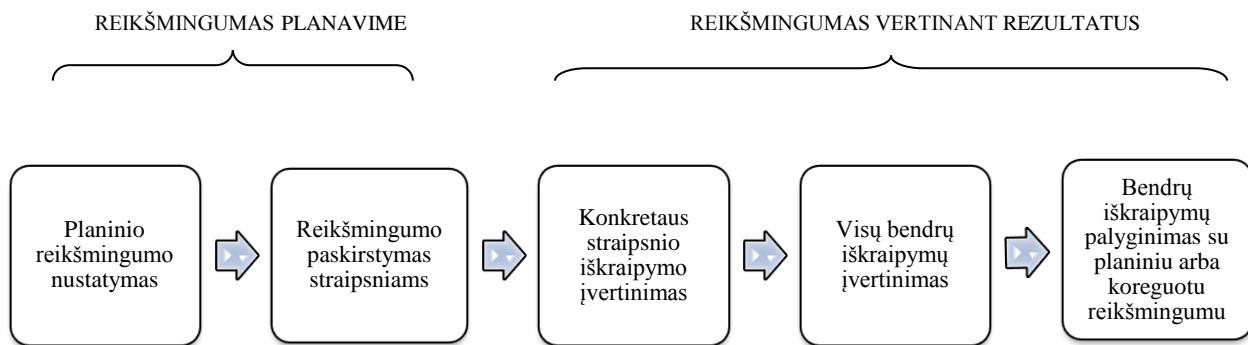 REIKŠMINGUMAS PLANAVIME
REIKŠMINGUMAS VERTINANT REZULTATUS
Planinio
reikšmingumo
nustatymas
Reikšmingumo
paskirstymas
straipsniams
Konkretaus
straipsnio
iškraipymo
įvertinimas
Visų bendrų
iškraipymų
įvertinimas
Bendrų
iškraipymų
palyginimas su
planiniu arba
koreguotu
reikšmingumu